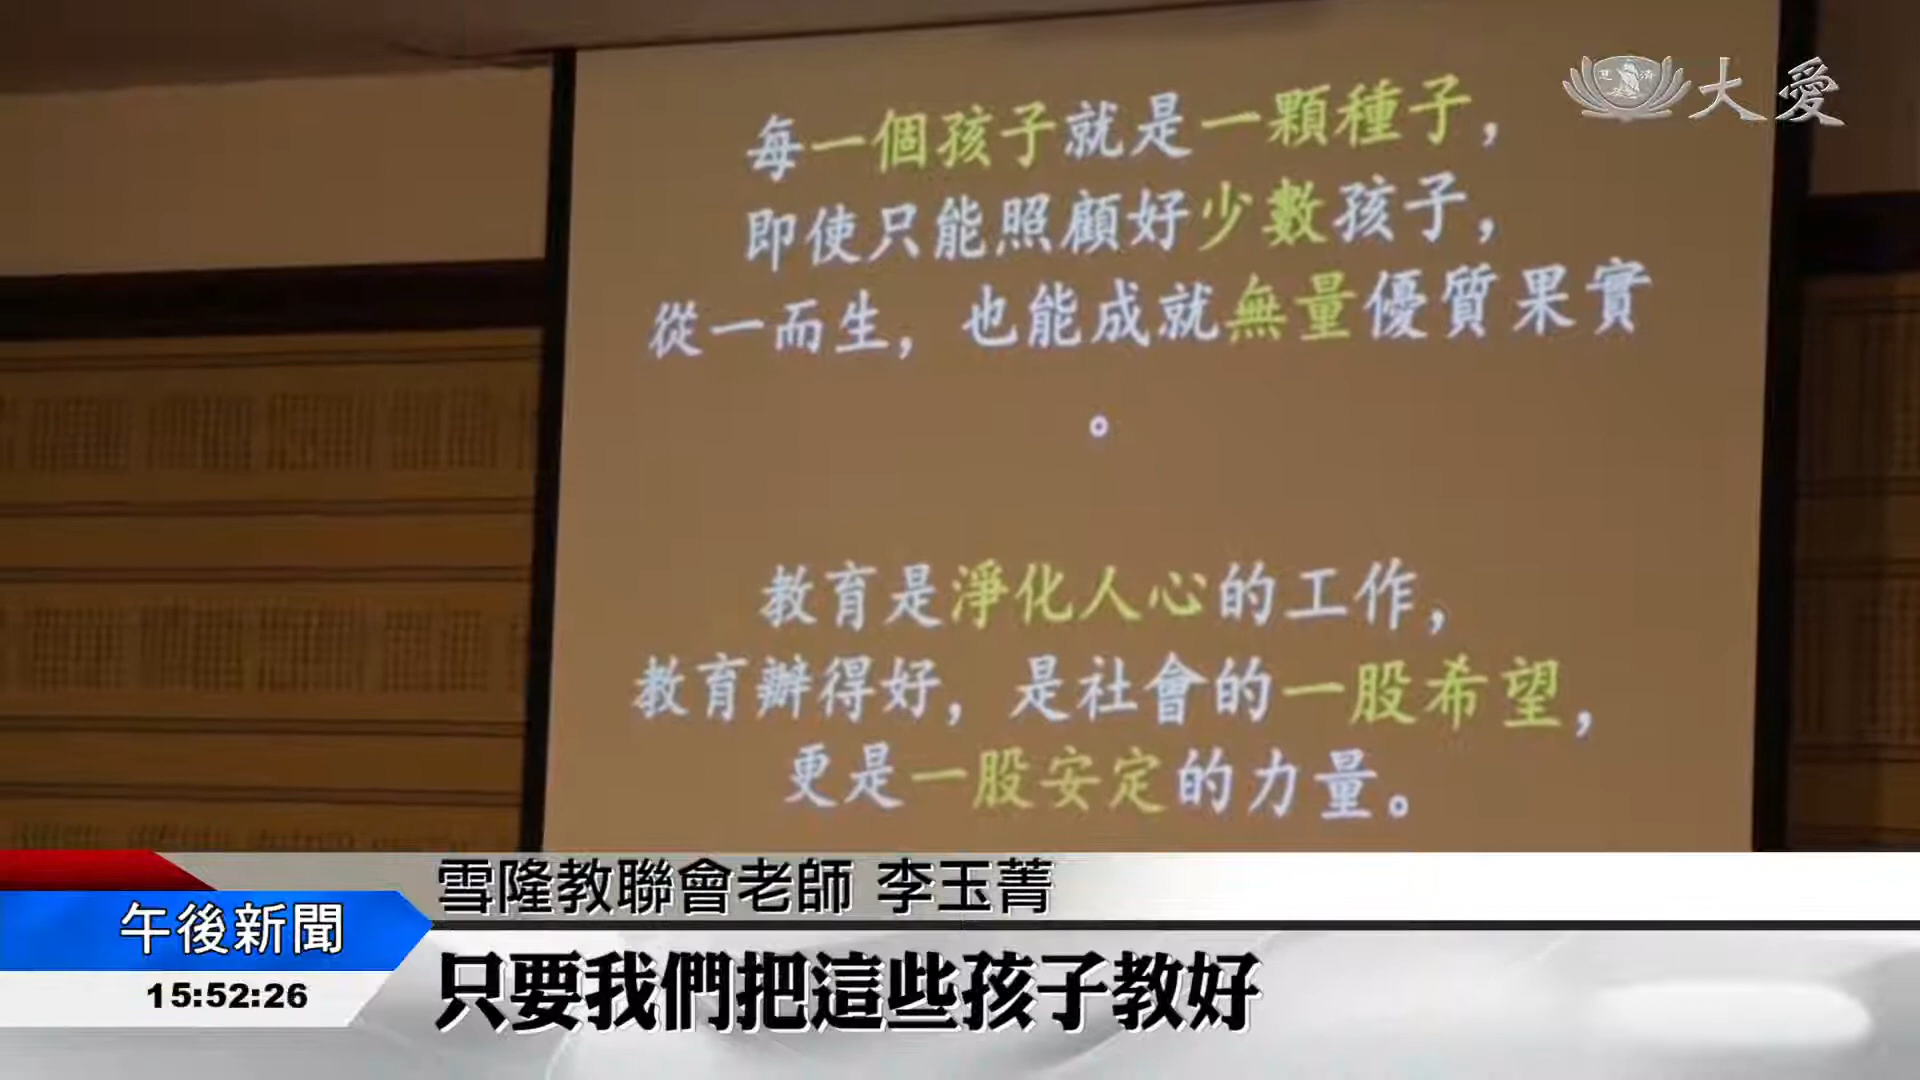 慈濟
大愛
每一個孩子就是一顆種子，
即使只能照顧好少數孩子，
從一而生，也能成就無量優質果實
。
教育是淨化人心的工作，
教育辦得好，是社會的一股希望，
更是一股安定的力量。
雪隆教聯會老師 李玉菁
午後新聞
15:52:26
只要我們把這些孩子教好